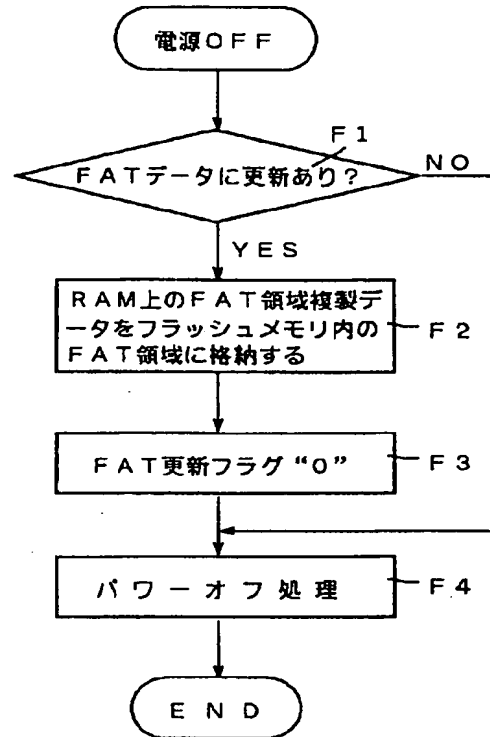 電源OFF
F1
FATデータに更新あり?
NO
YES
RAM上のFAT領域複製デ
ータをフラッシュメモリ内の
FAT領域に格納する
F2
FAT更新フラグ“0”
F3
パワーオフ処理
F4
END